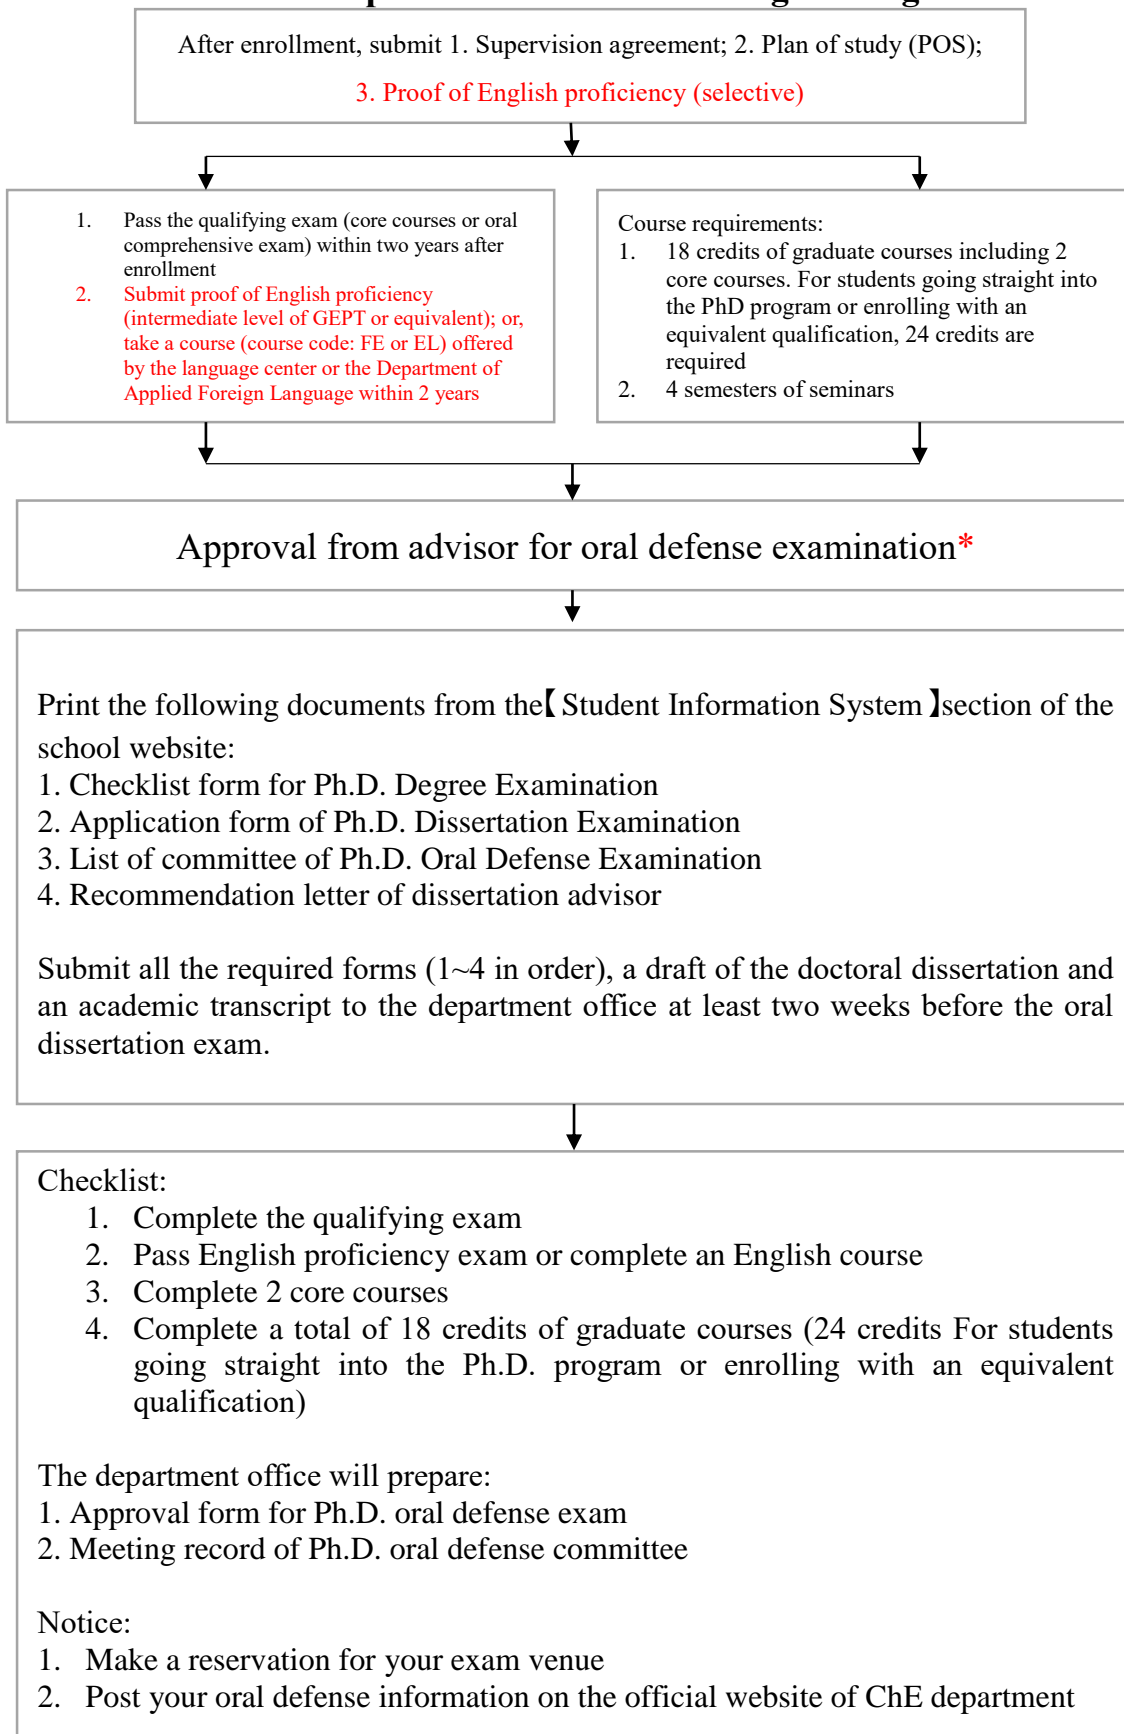 After enrollment, submit 1. Supervision agreement; 2. Plan of study (POS);
3. Proof of English proficiency (selective)
1. Pass the qualifying exam (core courses or oral
comprehensive exam) within two years after
enrollment
2. Submit proof of English proficiency
(intermediate level of GEPT or equivalent); or,
take a course (course code: FE or EL) offered
by the language center or the Department of
Applied Foreign Language within 2 years
Course requirements:
1. 18 credits of graduate courses including 2
core courses. For students going straight into
the PhD program or enrolling with an
equivalent qualification, 24 credits are
required
2. 4 semesters of seminars
Approval from advisor for oral defense examination*
Print the following documents from the【Student Information System】section of the
school website:
1. Checklist form for Ph.D. Degree Examination
2. Application form of Ph.D. Dissertation Examination
3. List of committee of Ph.D. Oral Defense Examination
4. Recommendation letter of dissertation advisor
Submit all the required forms (1~4 in order), a draft of the doctoral dissertation and
an academic transcript to the department office at least two weeks before the oral
dissertation exam.
Checklist:
1. Complete the qualifying exam
2. Pass English proficiency exam or complete an English course
3. Complete 2 core courses
4. Complete a total of 18 credits of graduate courses (24 credits For students
going straight into the Ph.D. program or enrolling with an equivalent
qualification)
The department office will prepare:
1. Approval form for Ph.D. oral defense exam
2. Meeting record of Ph.D. oral defense committee
Notice:
1. Make a reservation for your exam venue
2. Post your oral defense information on the official website of ChE department